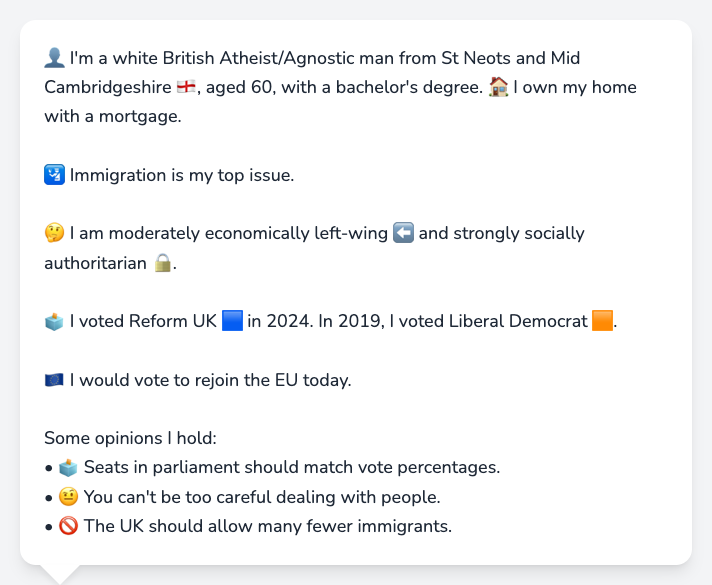 👤 I'm a white British Atheist/Agnostic man from St Neots and Mid
Cambridgeshire 🏴󠁧󠁢󠁥󠁮󠁧󠁿, aged 60, with a bachelor's degree. 🏠 I own my home
with a mortgage.
🛂 Immigration is my top issue.
🤔 I am moderately economically left-wing ⬅️ and strongly socially
authoritarian 🔒.
🗳️ I voted Reform UK 🟦 in 2024. In 2019, I voted Liberal Democrat 🟧.
🇪🇺 I would vote to rejoin the EU today.
Some opinions I hold:
• 🗳️ Seats in parliament should match vote percentages.
• 🤨 You can't be too careful dealing with people.
• 🚫 The UK should allow many fewer immigrants.